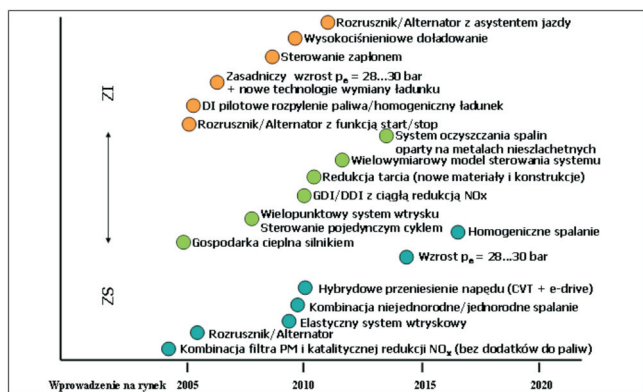 Rozrusznik/Alternator z asystentem jazdy
Wysokociśnieniowe doładowanie
Sterowanie zapłonem
Zasadniczy wzrost pe = 28...30 bar
+ nowe technologie wymiany ładunku
DI pilotowe rozpylenie paliwa/homogeniczny ładunek
Rozrusznik/Alternator z funkcją start/stop
ZI
System oczyszczania spalin
oparty na metalach nieszlachetnych
Wielowymiarowy model sterowania systemu
Redukcja tarcia (nowe materiały i konstrukcje)
GDI/DDI z ciągłą redukcją NOx
Wielopunktowy system wtrysku
Sterowanie pojedynczym cyklem
Homogeniczne spalanie
Gospodarka cieplna silnikiem
Wzrost pe = 28...30 bar
ZS
Hybrydowe przeniesienie napędu (CVT + e-drive)
Kombinacja niejednorodne/jednorodne spalanie
Elastyczny system wtryskowy
Rozrusznik/Alternator
Kombinacja filtra PM i katalitycznej redukcji NOx (bez dodatków do paliw)
Wprowadzenie na rynek 2005 2010 2015 2020